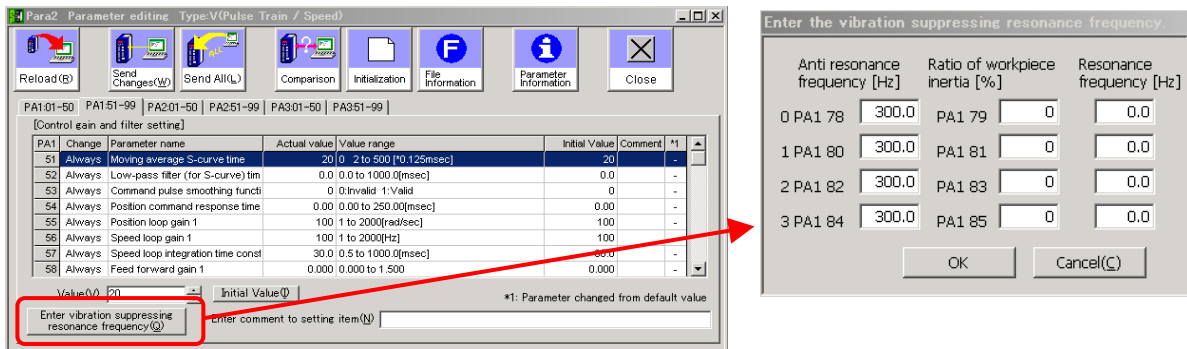 Para2 Parameter editing Type:V(Pulse Train / Speed)
Reload(R)
Send Changes(W)
Send All(L)
Comparison
Initialization
File Information
Parameter Information
Close
PA1:01-50 PA1:51-99 PA2:01-50 PA2:51-99 PA3:01-50 PA3:51-99
[Control gain and filter setting]
PA1 Change Parameter name Actual value Value range Initial Value Comment *1
51 Always Moving average S-curve time 20 0 2 to 500 [*0.125msec] 20 -
52 Always Low-pass filter (for S-curve) tim 0.0 0.0 to 1000.0[msec] 0.0 -
53 Always Command pulse smoothing functi 0 0:Invalid 1:Valid 0 -
54 Always Position command response time 0.00 0.00 to 250.00[msec] 0.00 -
55 Always Position loop gain 1 100 1 to 2000[rad/sec] 100 -
56 Always Speed loop gain 1 100 1 to 2000[Hz] 100 -
57 Always Speed loop integration time const 30.0 0.5 to 1000.0[msec] -
58 Always Feed forward gain 1 0.000 0.000 to 1.500 0.000 -
Value(V) 20 Initial Value(I) *1: Parameter changed from default value
Enter vibration suppressing
resonance frequency(Q)
Enter comment to setting item(N)
Enter the vibration suppressing resonance frequency.
Anti resonance frequency [Hz]
Ratio of workpiece inertia [%]
Resonance frequency [Hz]
0 PA1 78 300.0 PA1 79 0 0.0
1 PA1 80 300.0 PA1 81 0 0.0
2 PA1 82 300.0 PA1 83 0 0.0
3 PA1 84 300.0 PA1 85 0 0.0
OK Cancel(C)